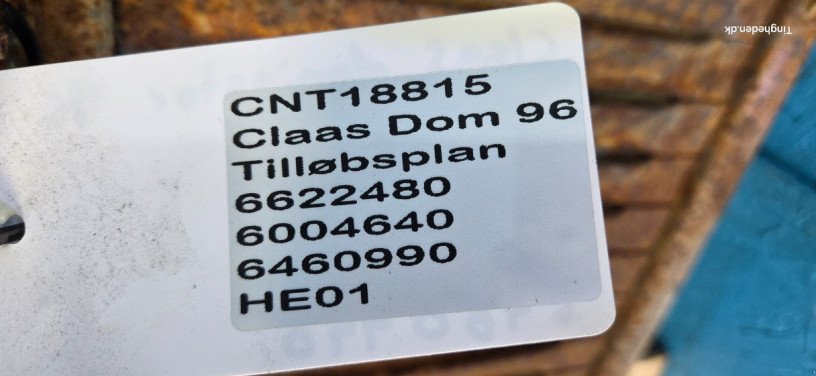 Tingheden.dk
CNT18815
Claas Dom 96
Tilløbsplan
6622480
6004640
6460990
HE01